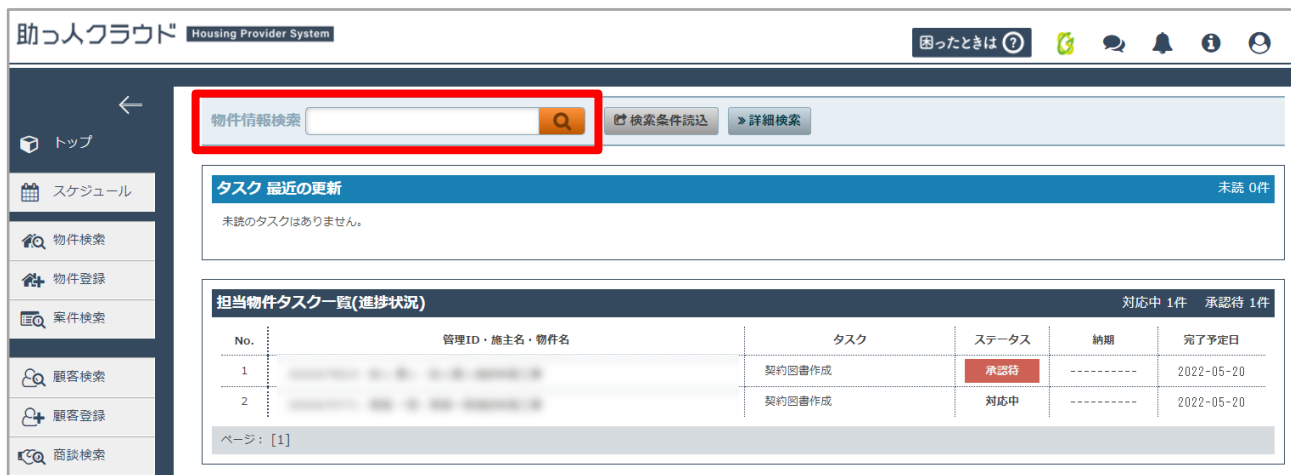 助っ人クラウド Housing Provider System
困ったときは ?
トップ
スケジュール
物件検索
物件登録
案件検索
顧客検索
顧客登録
商談検索
物件情報検索 検索条件読込 » 詳細検索
タスク 最近の更新 未読 0件
未読のタスクはありません。
担当物件タスク一覧(進捗状況) 対応中 1件 承認待 1件
No. 管理ID・施主名・物件名 タスク ステータス 納期 完了予定日
1 契約図書作成 承認待 ---------- 2022-05-20
2 契約図書作成 対応中 ---------- 2022-05-20
ページ: [1]